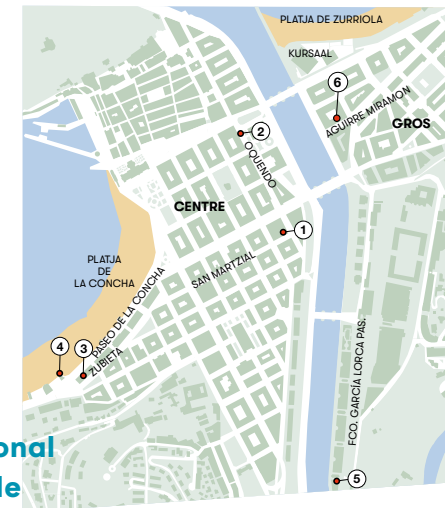 PLATJA DE ZURRIOLA
KURSAAL
6
AGUIRRE MIRAMON
GROS
2
OQUENDO
CENTRE
1
SAN MARTZIAL
PLATJA
DE
LA CONCHA
PASEO DE LA CONCHA
ZUBIETA
4
3
FCO. GARCÍA LORCA PAS.
5
onal
le